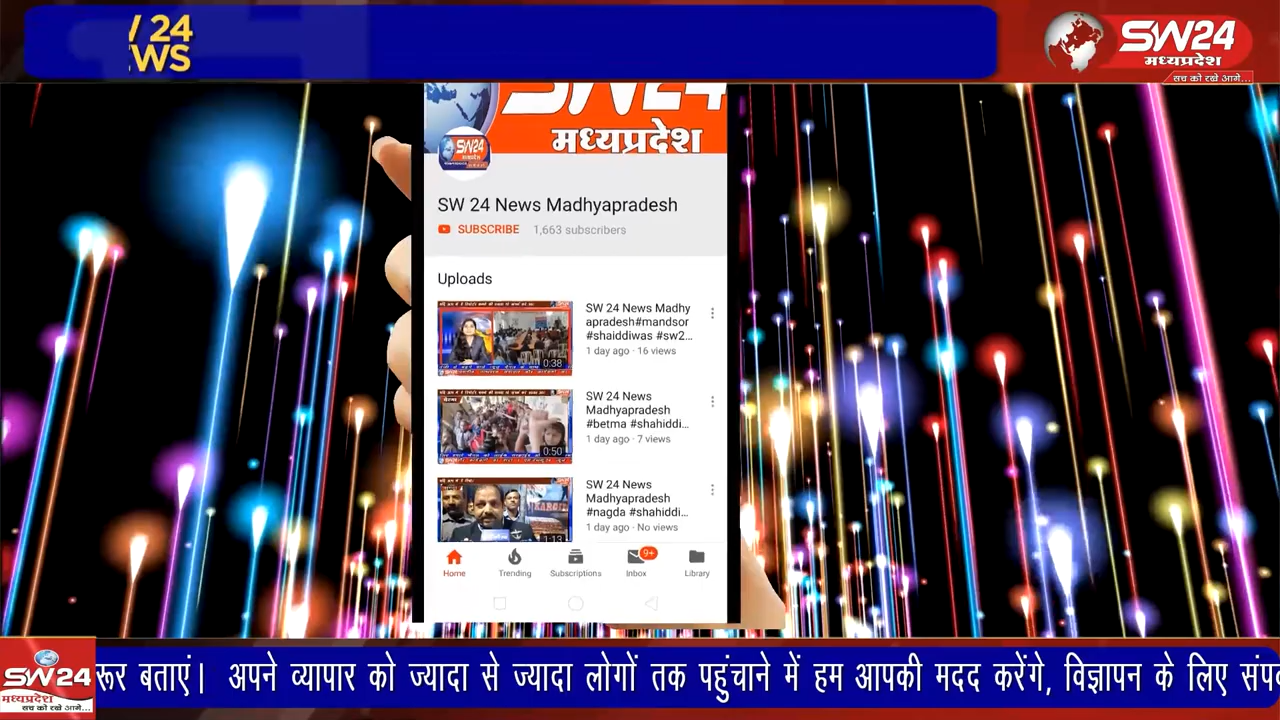 / 24
EWS
SW24
मध्यप्रदेश
सच को रखे आगे...
SW24
मध्यप्रदेश
SW24
SW 24 News Madhyapradesh
SUBSCRIBE 1,663 subscribers
Uploads
SW 24 News Madhy
apradesh#mandsor
#shaiddiwas #sw2...
1 day ago · 16 views
0:38
SW 24 News
Madhyapradesh
#betma #shahiddi...
1 day ago · 7 views
0:50
SW 24 News
Madhyapradesh
#nagda #shahiddi...
1 day ago · No views
1:13
9+
Home Trending Subscriptions Inbox Library
SW24
मध्यप्रदेश
सच को रखे आगे...
रूर बताएं। अपने व्यापार को ज्यादा से ज्यादा लोगों तक पहुंचाने में हम आपकी मदद करेंगे, विज्ञापन के लिए संपर्